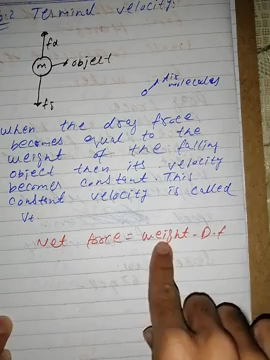 Terminal velocity:
fd
m → object
air molecules
fg
when the drag force
becomes equal to the
weight of the falling
object then its velocity
becomes constant. This
constant velocity is called
Vt.
Net force = weight - D.f